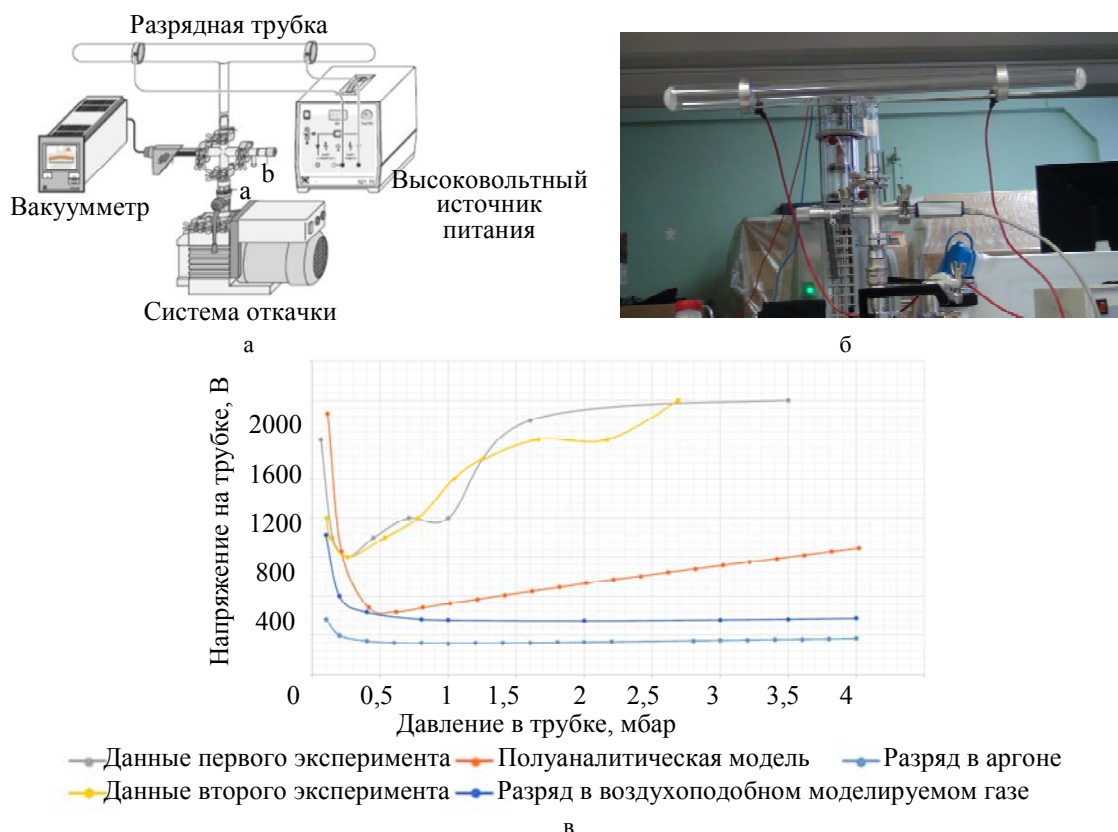 Разрядная трубка
Вакуумметр
b
a
Высоковольтный
источник
питания
Система откачки
а
б
Напряжение на трубке, В
2000
1600
1200
800
400
0
0,5
1
1,5
2
2,5
3
3,5
4
Давление в трубке, мбар
Данные первого эксперимента
Полуаналитическая модель
Разряд в аргоне
Данные второго эксперимента
Разряд в воздухоподобном моделируемом газе
в